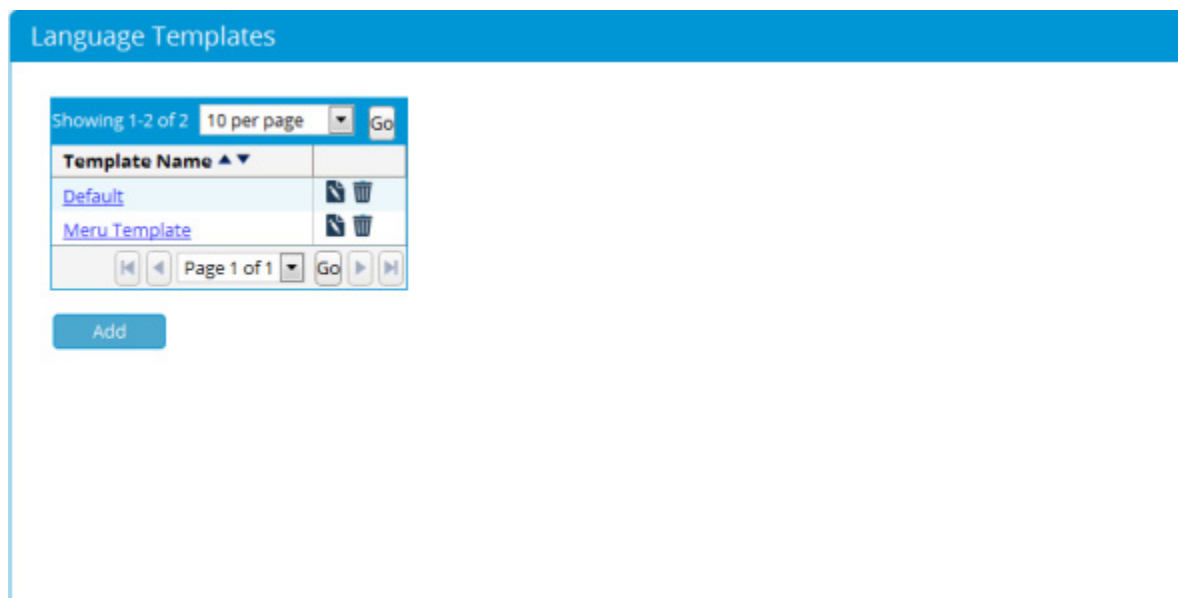 Language Templates
Showing 1-2 of 2 10 per page Go
Template Name
Default
Meru Template
Page 1 of 1 Go
Add